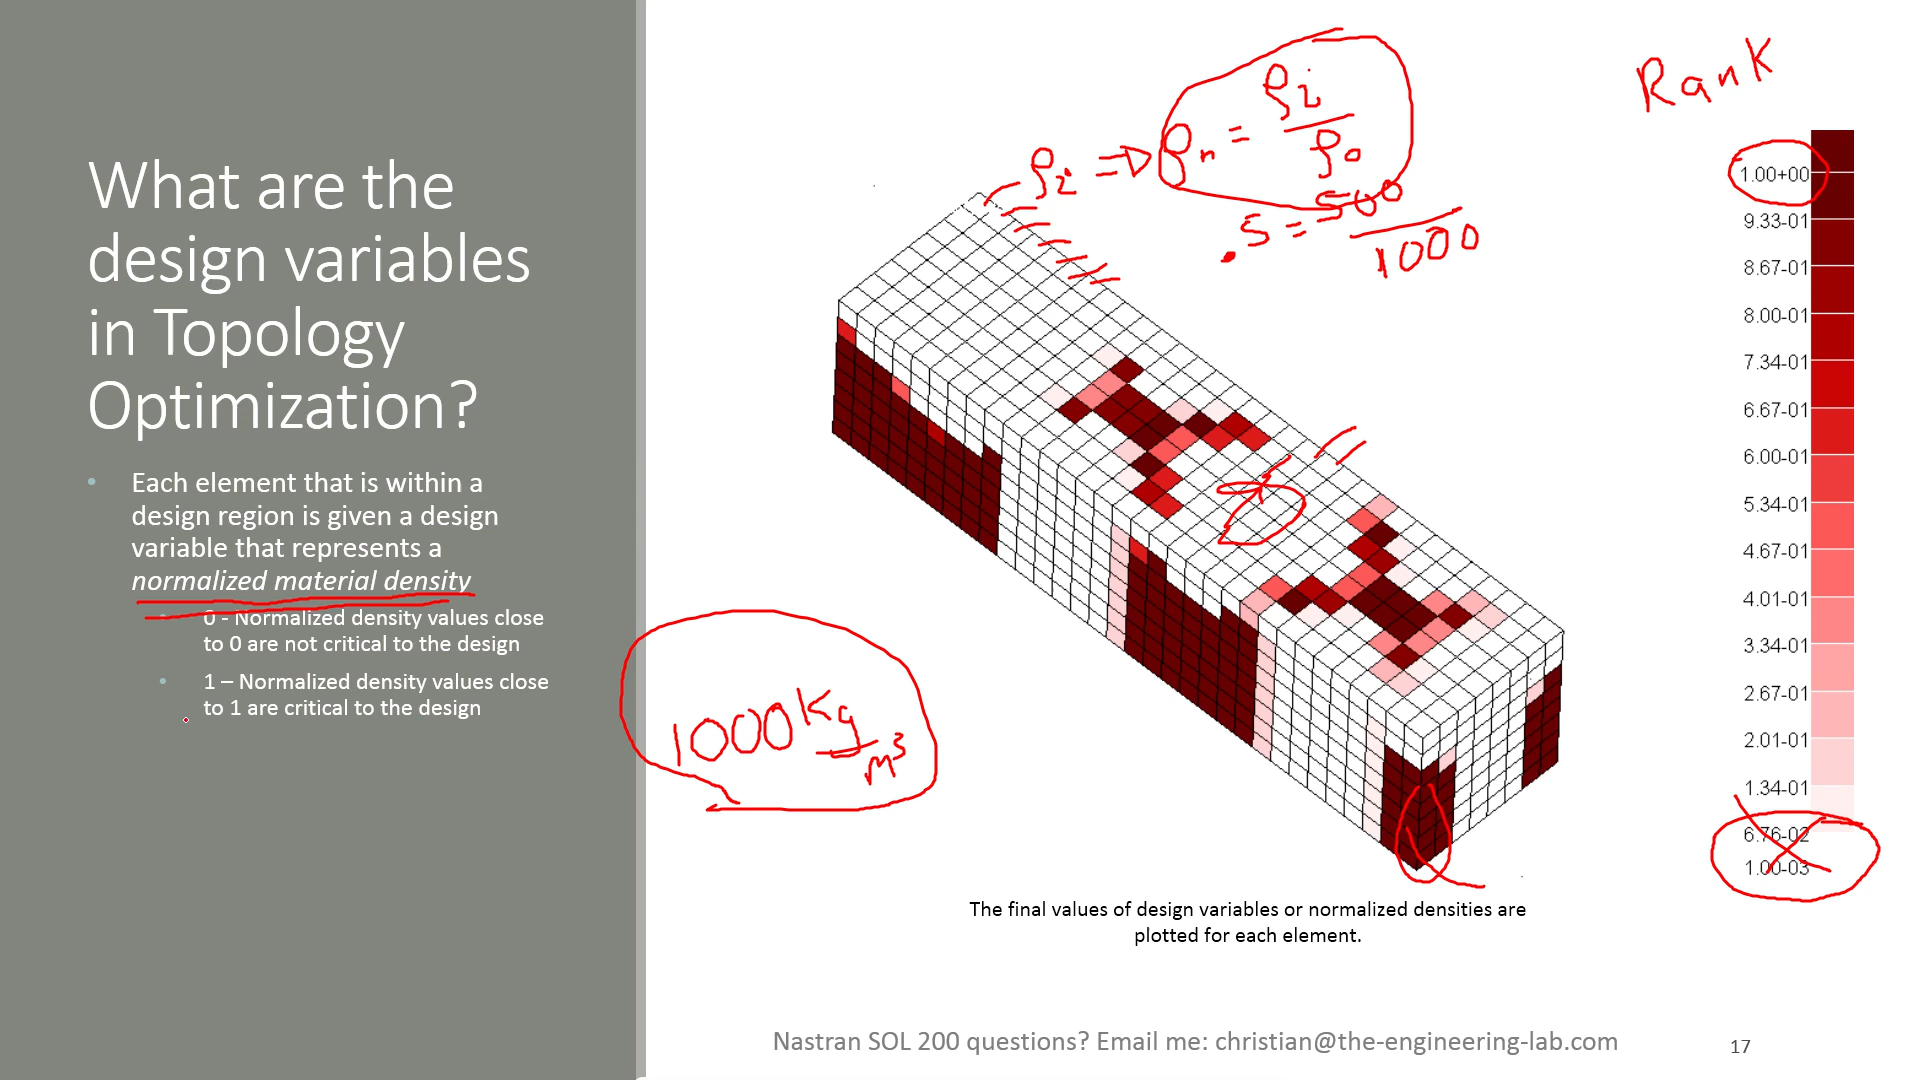 What are the
design variables
in Topology
Optimization?
• Each element that is within a
design region is given a design
variable that represents a
normalized material density
• 0 - Normalized density values close
to 0 are not critical to the design
• 1 – Normalized density values close
to 1 are critical to the design
1000 Kg/m³
ρi ⇒ ρn = ρi/ρo
.5 = 500/1000
Rank
1.00+00
9.33-01
8.67-01
8.00-01
7.34-01
6.67-01
6.00-01
5.34-01
4.67-01
4.01-01
3.34-01
2.67-01
2.01-01
1.34-01
6.76-02
1.00-03
The final values of design variables or normalized densities are
plotted for each element.
Nastran SOL 200 questions? Email me: christian@the-engineering-lab.com
17